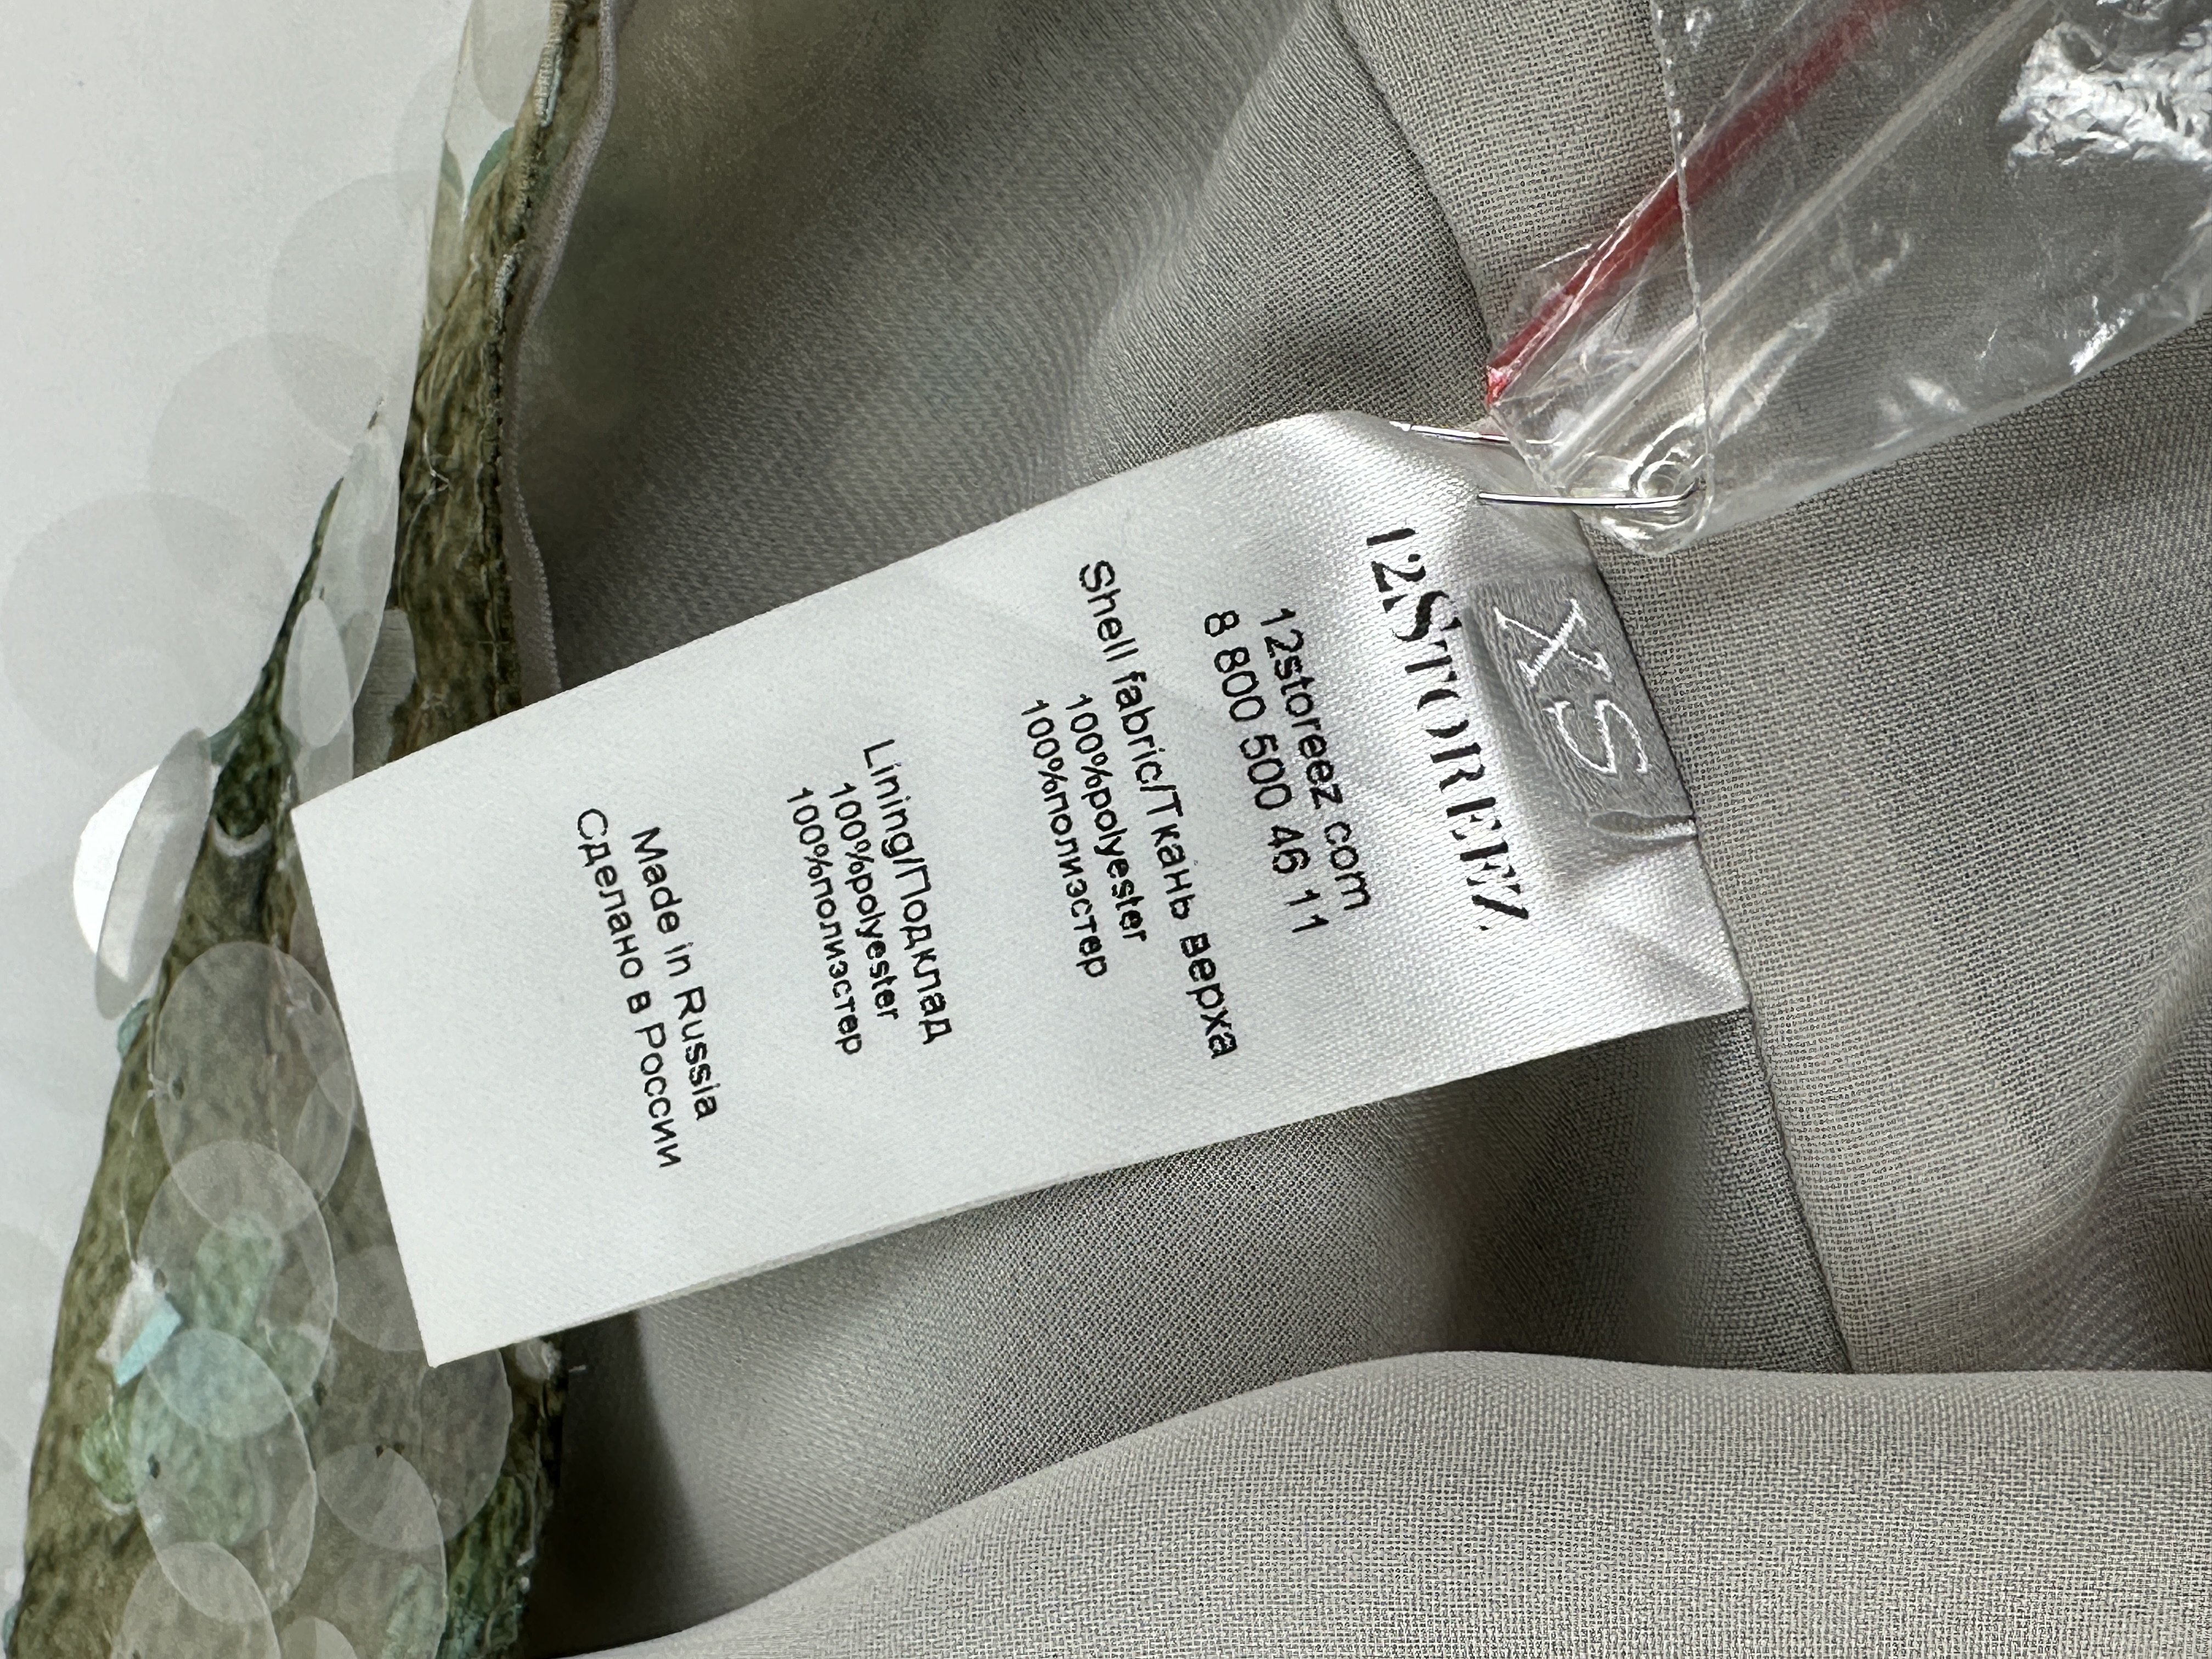 XS
12STOREEZ
12storeez com
8 800 500 46 11
Shell fabric/Ткань верха
100%polyester
100%полиэстер
Lining/Подклад
100%polyester
100%полиэстер
Made in Russia
Сделано в России